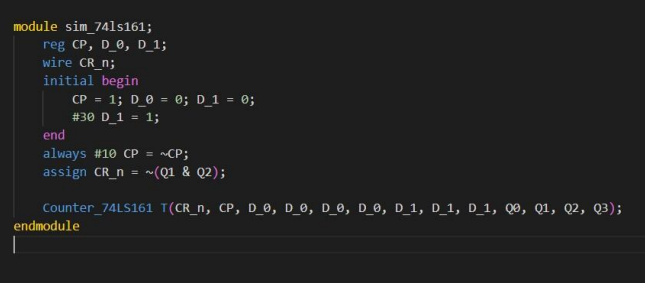 module sim_74ls161;
reg CP, D_0, D_1;
wire CR_n;
initial begin
CP = 1; D_0 = 0; D_1 = 0;
#30 D_1 = 1;
end
always #10 CP = ~CP;
assign CR_n = ~(Q1 & Q2);
Counter_74LS161 T(CR_n, CP, D_0, D_0, D_0, D_0, D_1, D_1, D_1, Q0, Q1, Q2, Q3);
endmodule